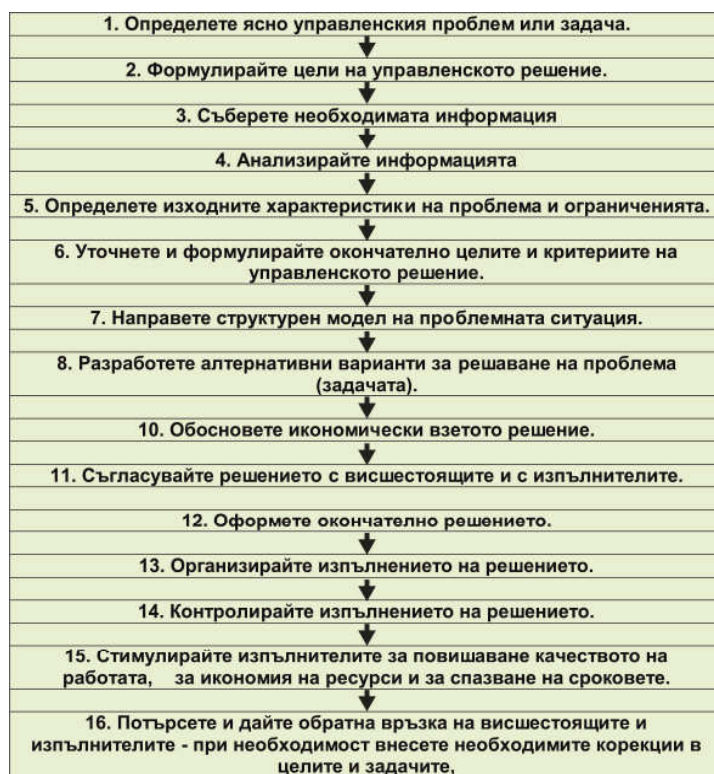 1. Определете ясно управленския проблем или задача.
2. Формулирайте цели на управленското решение.
3. Съберете необходимата информация
4. Анализирайте информацията
5. Определете изходните характеристики на проблема и ограниченията.
6. Уточнете и формулирайте окончателно целите и критериите на
управленското решение.
7. Направете структурен модел на проблемната ситуация.
8. Разработете алтернативни варианти за решаване на проблема
(задачата).
10. Обосновете икономически взетото решение.
11. Съгласувайте решението с висшестоящите и с изпълнителите.
12. Оформете окончателно решението.
13. Организирайте изпълнението на решението.
14. Контролирайте изпълнението на решението.
15. Стимулирайте изпълнителите за повишаване качеството на
работата, за икономия на ресурси и за спазване на сроковете.
16. Потърсете и дайте обратна връзка на висшестоящите и
изпълнителите - при необходимост внесете необходимите корекции в
целите и задачите,